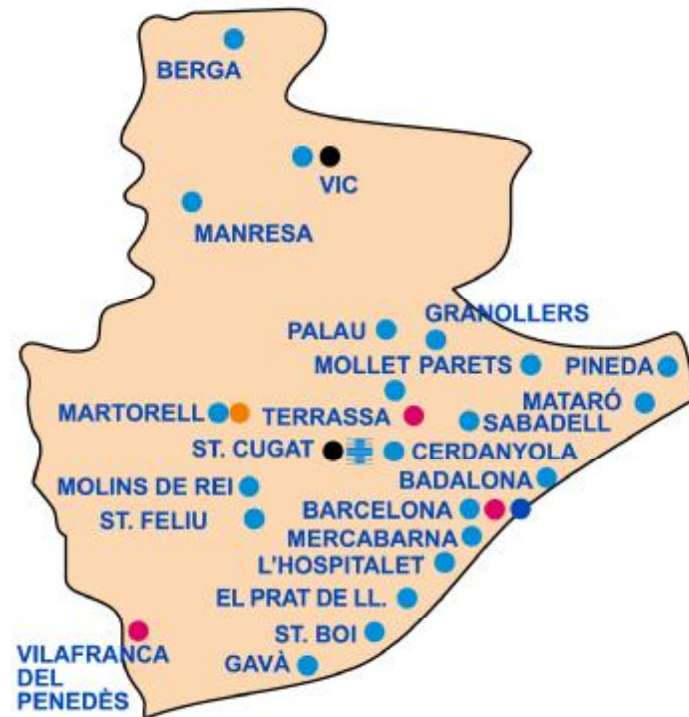 BERGA
VIC
MANRESA
GRANOLLERS
PALAU
MOLLET PARETS
PINEDA
MATARÓ
MARTORELL
TERRASSA
SABADELL
ST. CUGAT
CERDANYOLA
BADALONA
MOLINS DE REI
BARCELONA
ST. FELIU
MERCABARNA
L'HOSPITALET
EL PRAT DE LL.
ST. BOI
VILAFRANCA
DEL
PENEDÈS
GAVÀ